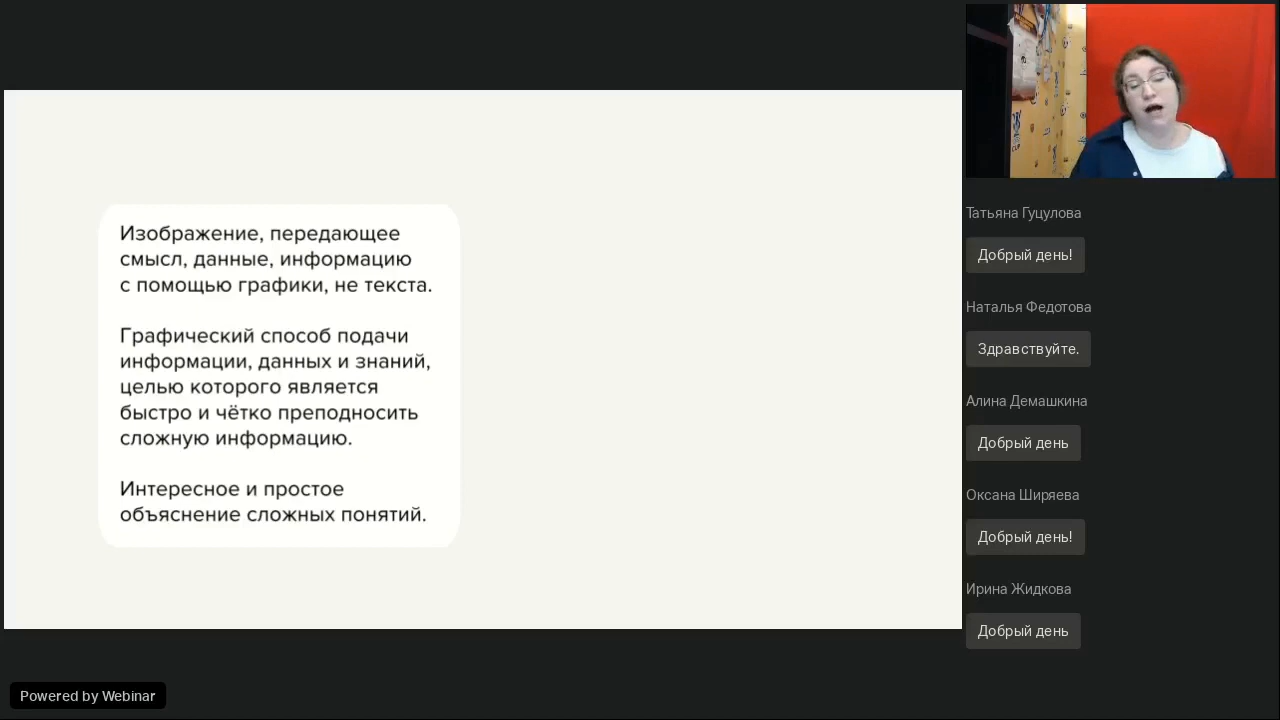 Изображение, передающее
смысл, данные, информацию
с помощью графики, не текста.
Графический способ подачи
информации, данных и знаний,
целью которого является
быстро и чётко преподносить
сложную информацию.
Интересное и простое
объяснение сложных понятий.
Татьяна Гуцулова
Добрый день!
Наталья Федотова
Здравствуйте.
Алина Демашкина
Добрый день
Оксана Ширяева
Добрый день!
Ирина Жидкова
Добрый день
Powered by Webinar